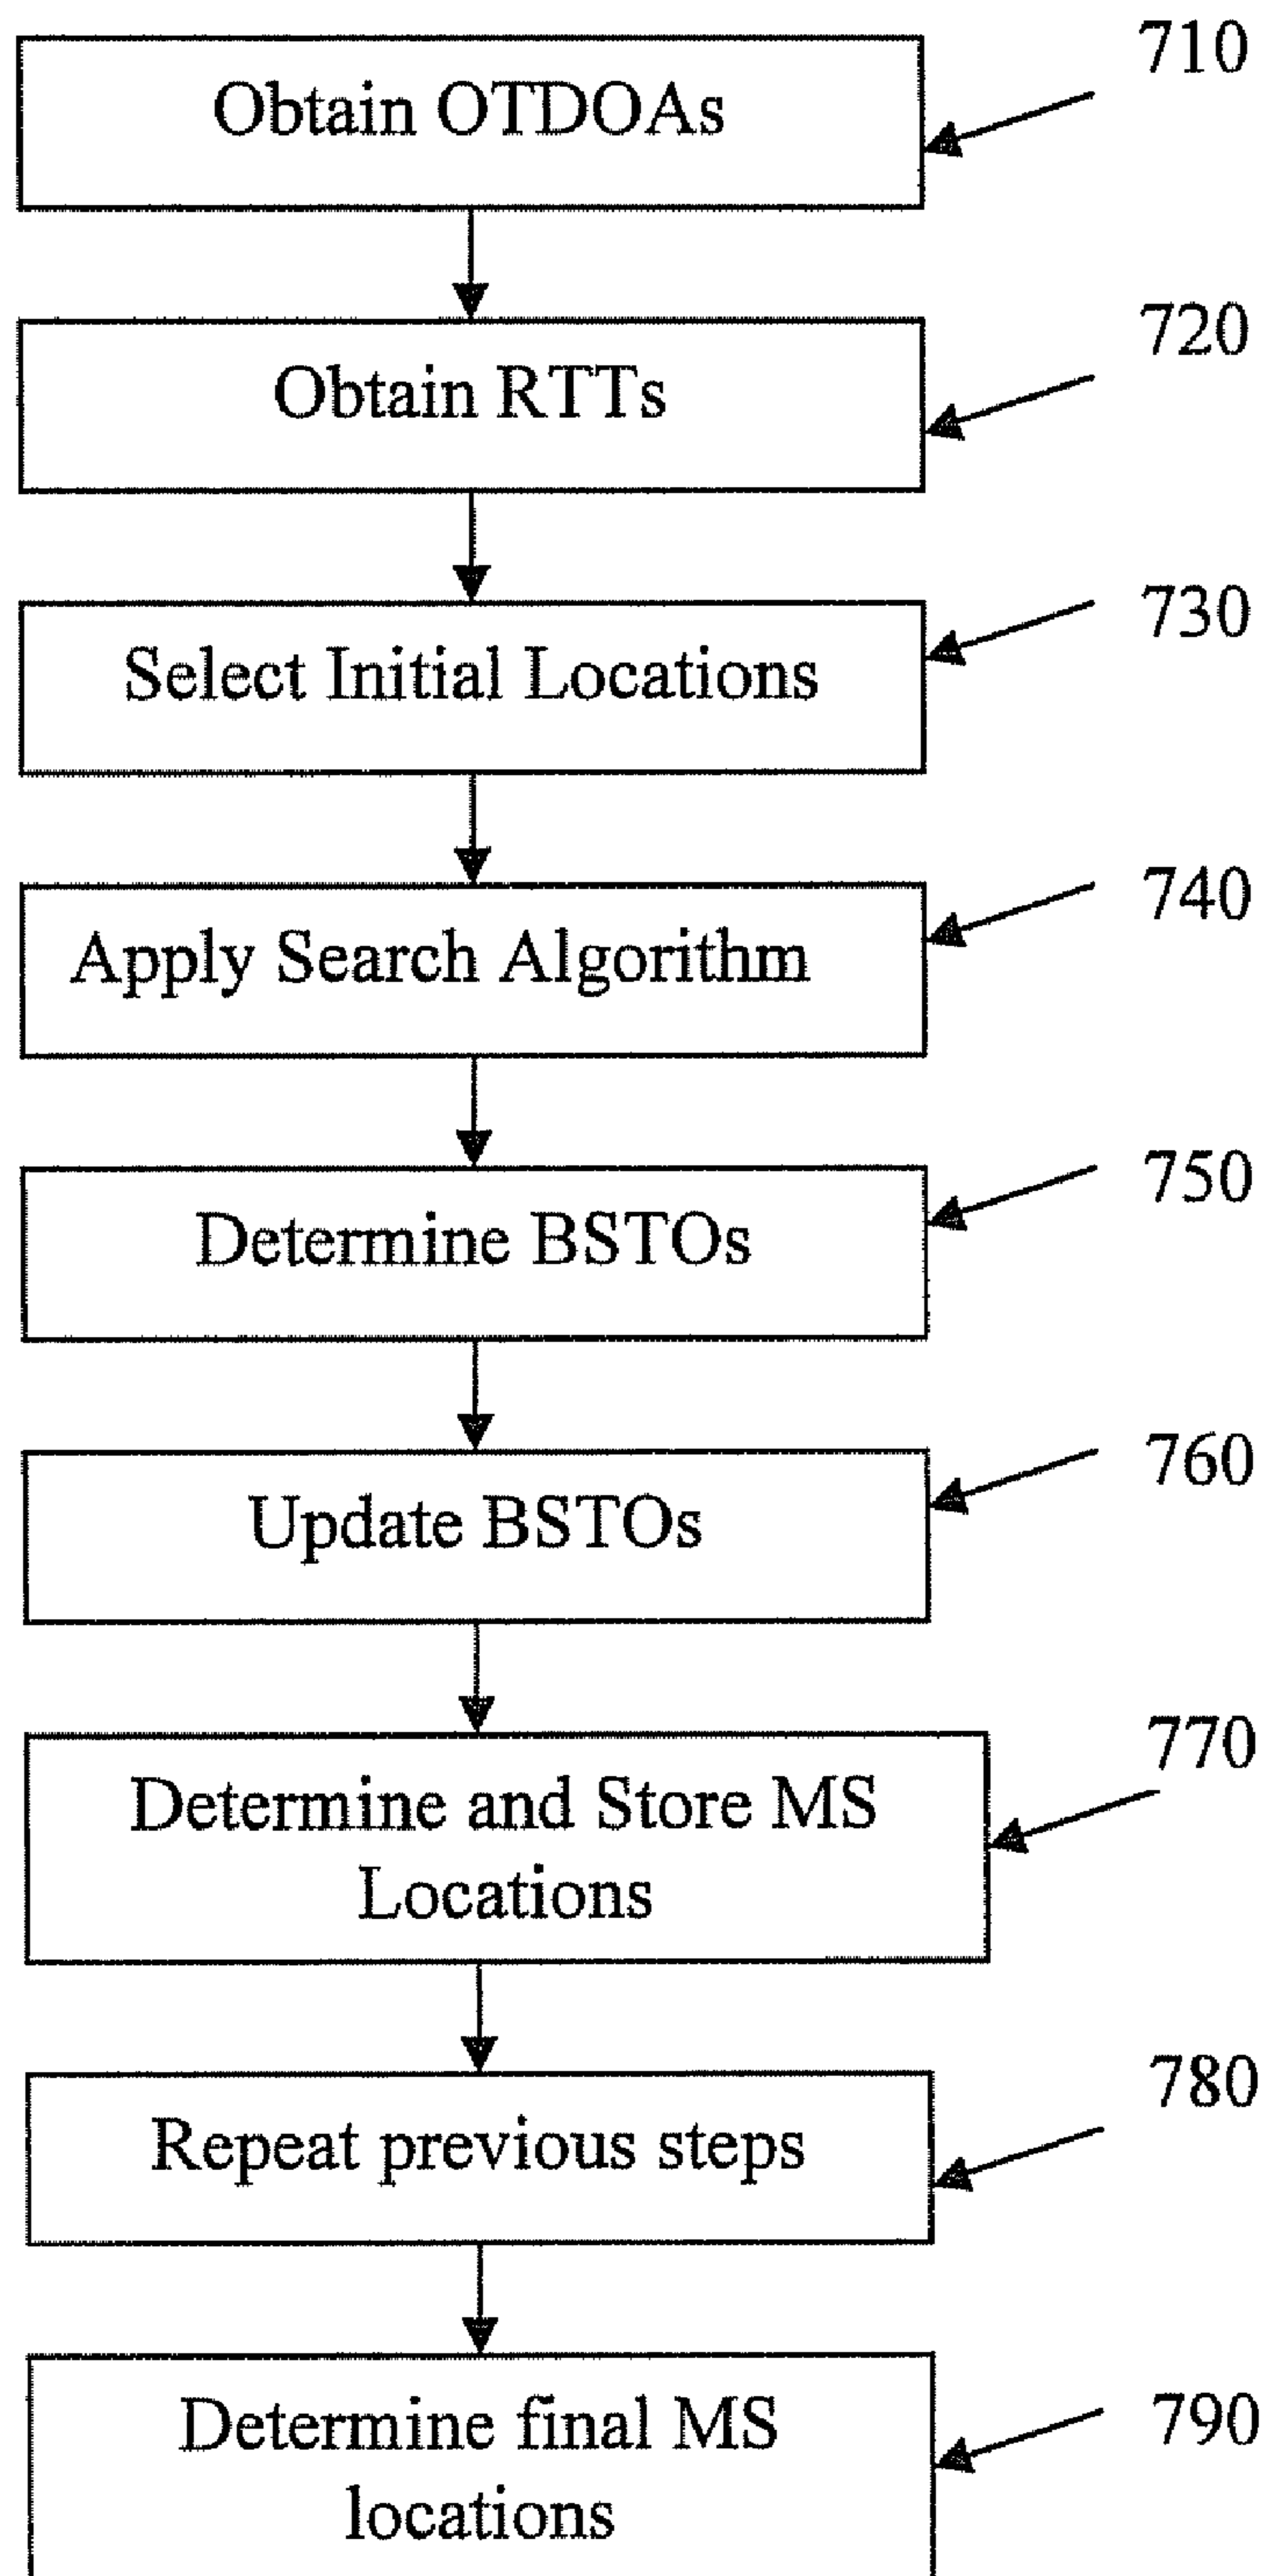 710
Obtain OTDOAs
720
Obtain RTTs
730
Select Initial Locations
740
Apply Search Algorithm
750
Determine BSTOs
760
Update BSTOs
770
Determine and Store MS
Locations
780
Repeat previous steps
790
Determine final MS
locations